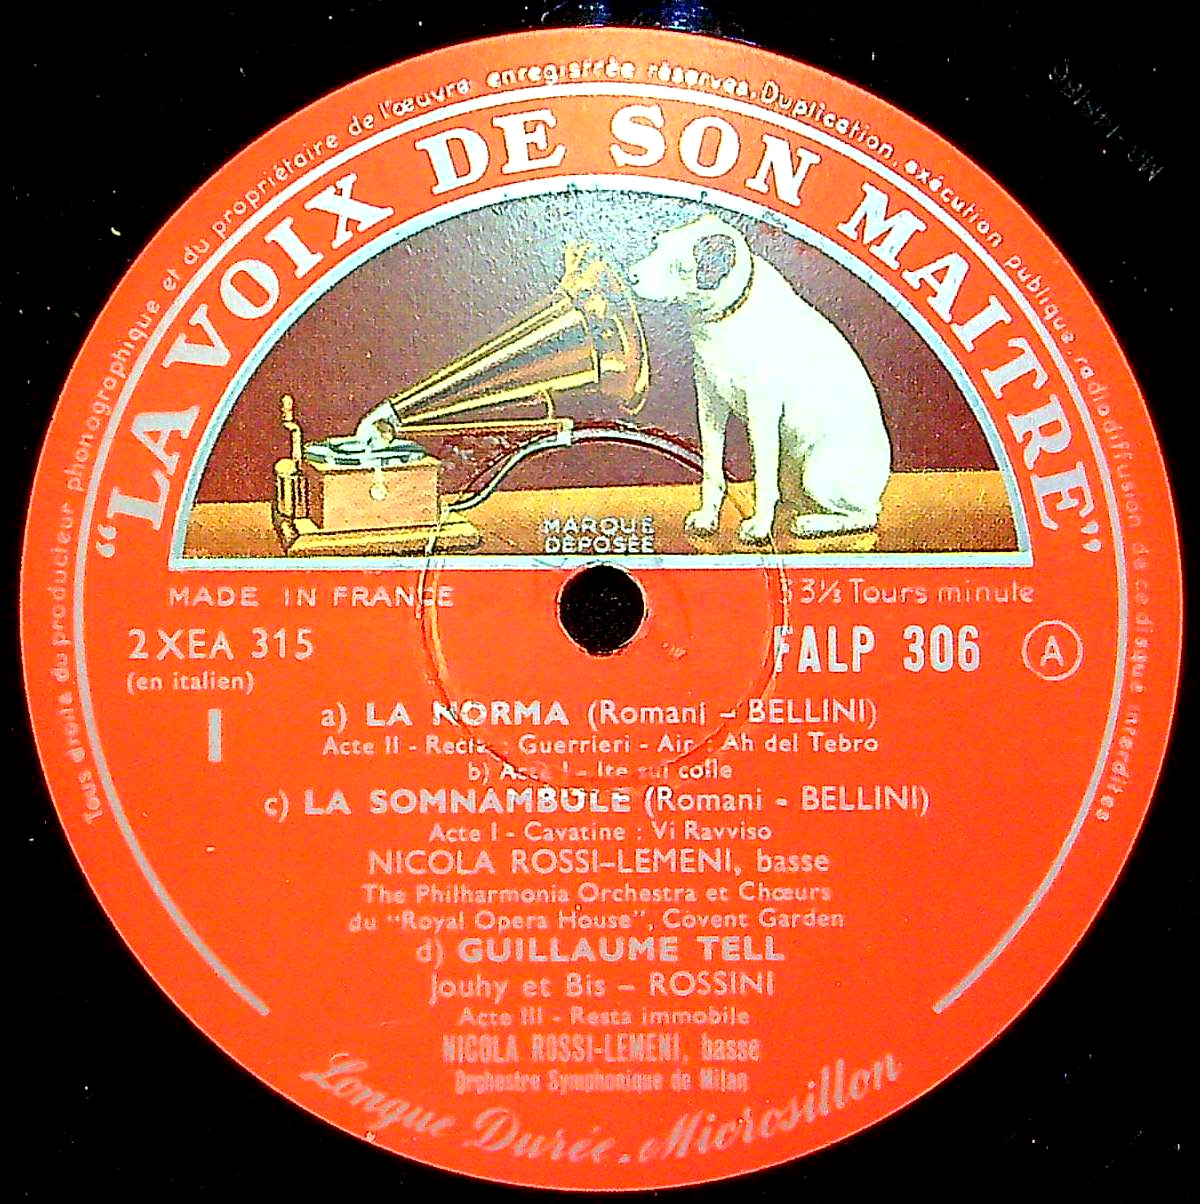 Tous droits du producteur phonographique et du propriétaire de l'œuvre enregistrée réservés. Duplication, exécution publique, radiodiffusion de ce disque interdites
"LA VOIX DE SON MAITRE"
MARQUE
DÉPOSÉE
MADE IN FRANCE
33⅓ Tours minute
2XEA 315
FALP 306
A
(en italien)
I
a) LA NORMA (Romani - BELLINI)
Acte II - Recit : Guerrieri - Air : Ah del Tebro
b) Acte I - Ite sul colle
c) LA SOMNAMBULE (Romani - BELLINI)
Acte I - Cavatine : Vi Ravviso
NICOLA ROSSI-LEMENI, basse
The Philharmonia Orchestra et Chœurs
du "Royal Opera House", Covent Garden
d) GUILLAUME TELL
Jouhy et Bis - ROSSINI
Acte III - Resta immobile
NICOLA ROSSI-LEMENI, basse
Orchestre Symphonique de Milan
Longue Durée. Microsillon